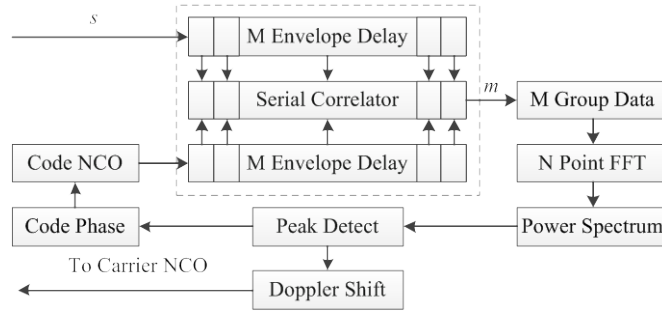 s
M Envelope Delay
Serial Correlator
m
M Group Data
Code NCO
M Envelope Delay
N Point FFT
Code Phase
Peak Detect
Power Spectrum
To Carrier NCO
Doppler Shift